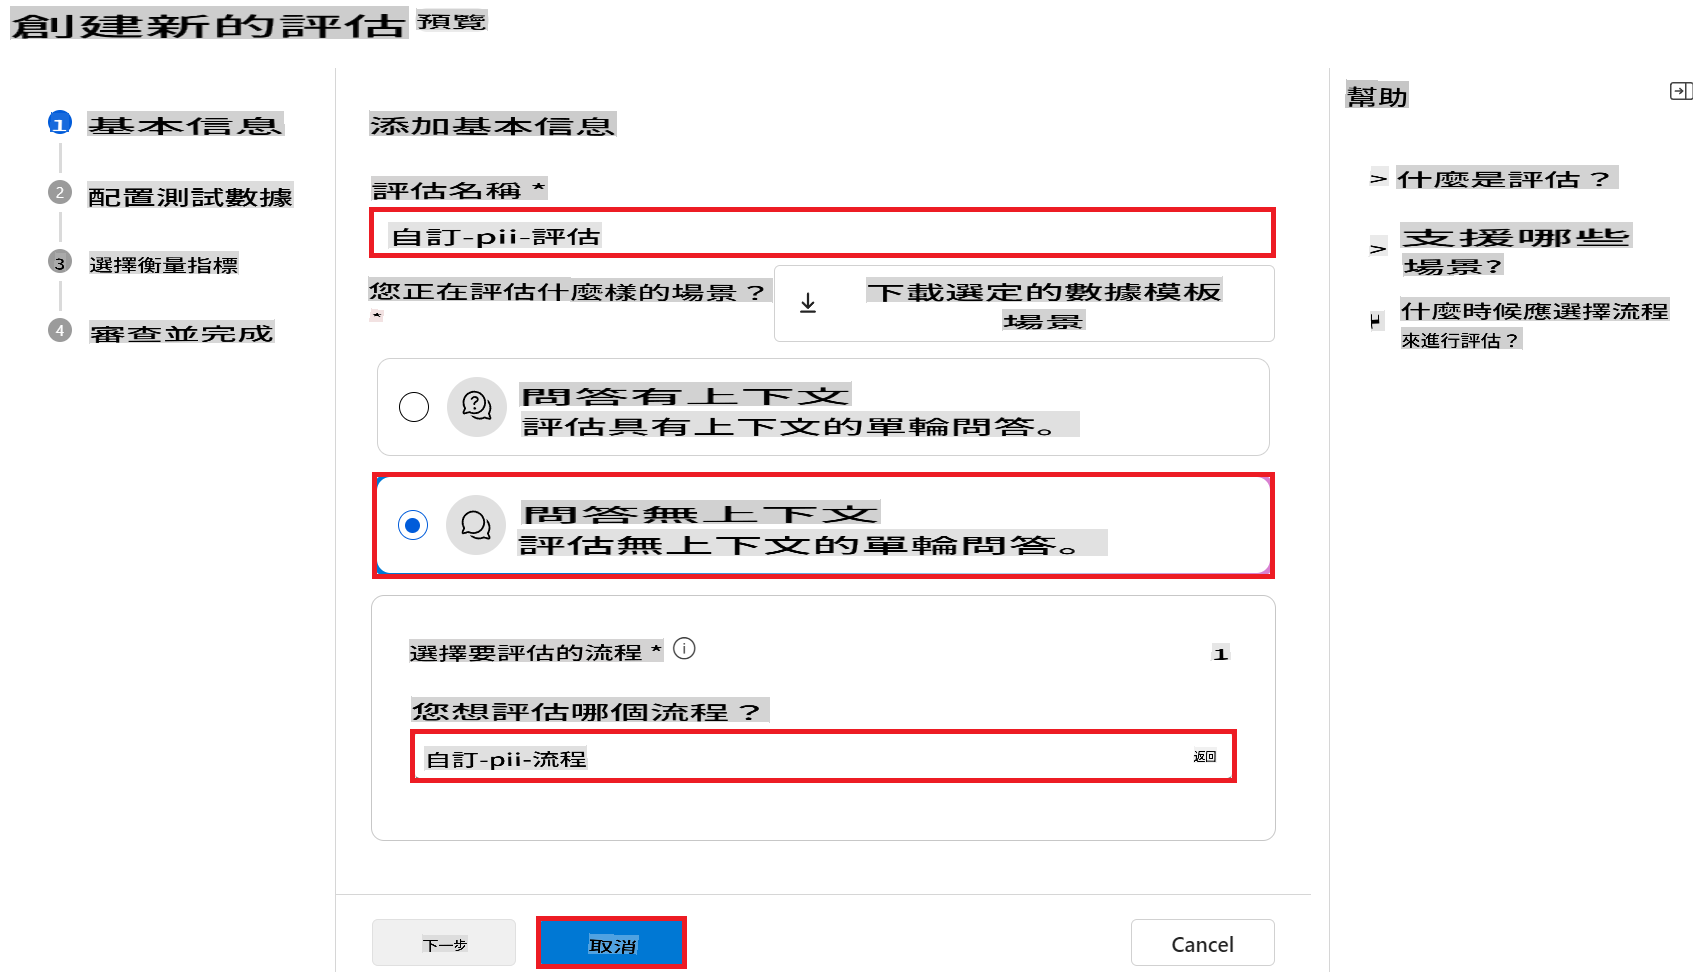 創建新的評估 預覽
1 基本信息
2 配置測試數據
3 選擇衡量指標
4 審查並完成
添加基本信息
評估名稱 *
自訂-pii-評估
您正在評估什麼樣的場景？
*
下載選定的數據模板
場景
問答有上下文
評估具有上下文的單輪問答。
問答無上下文
評估無上下文的單輪問答。
選擇要評估的流程 *
1
您想評估哪個流程？
自訂-pii-流程
返回
下一步
取消
Cancel
幫助
> 什麼是評估？
> 支援哪些
場景?
什麼時候應選擇流程
來進行評估？